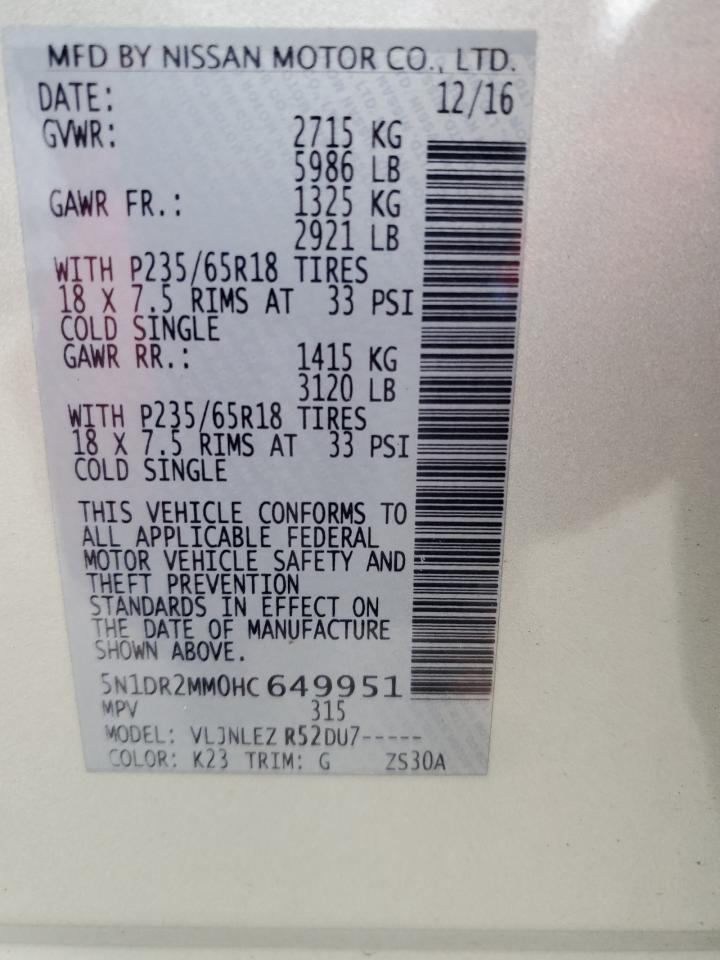 MFD BY NISSAN MOTOR CO., LTD.
DATE: 12/16
GVWR: 2715 KG
5986 LB
GAWR FR.: 1325 KG
2921 LB
WITH P235/65R18 TIRES
18 X 7.5 RIMS AT 33 PSI
COLD SINGLE
GAWR RR.: 1415 KG
3120 LB
WITH P235/65R18 TIRES
18 X 7.5 RIMS AT 33 PSI
COLD SINGLE
THIS VEHICLE CONFORMS TO
ALL APPLICABLE FEDERAL
MOTOR VEHICLE SAFETY AND
THEFT PREVENTION
STANDARDS IN EFFECT ON
THE DATE OF MANUFACTURE
SHOWN ABOVE.
5N1DR2MM0HC649951
MPV 315
MODEL: VLJNLEZ R52DU7-----
COLOR: K23 TRIM: G ZS30A